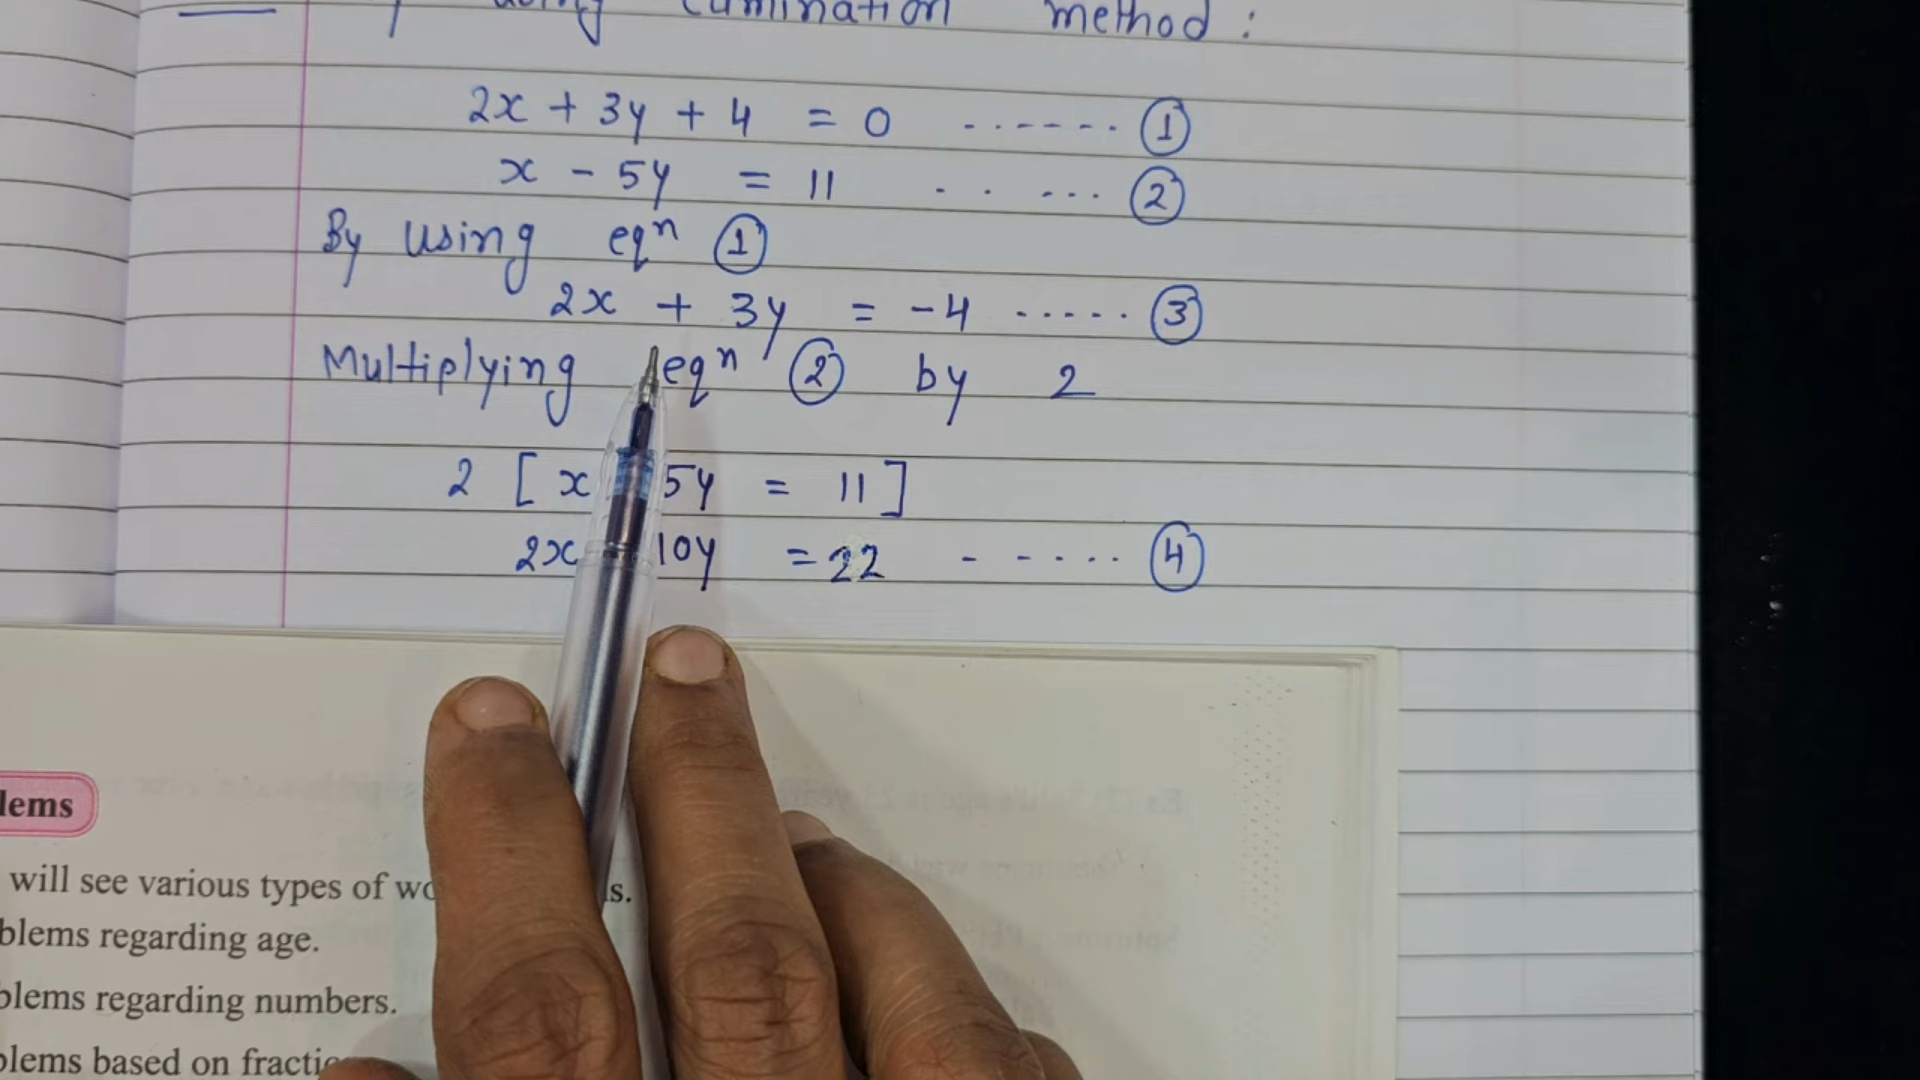 using method :
2x + 3y + 4 = 0 ...... ①
x - 5y = 11 . . .... ②
By using eqⁿ ①
2x + 3y = -4 ..... ③
Multiplying eqⁿ ② by 2
2 [ x 5y = 11 ]
2x 10y = 22 - ..... ④
lems
will see various types of
blems regarding age.
blems regarding numbers.
blems based on